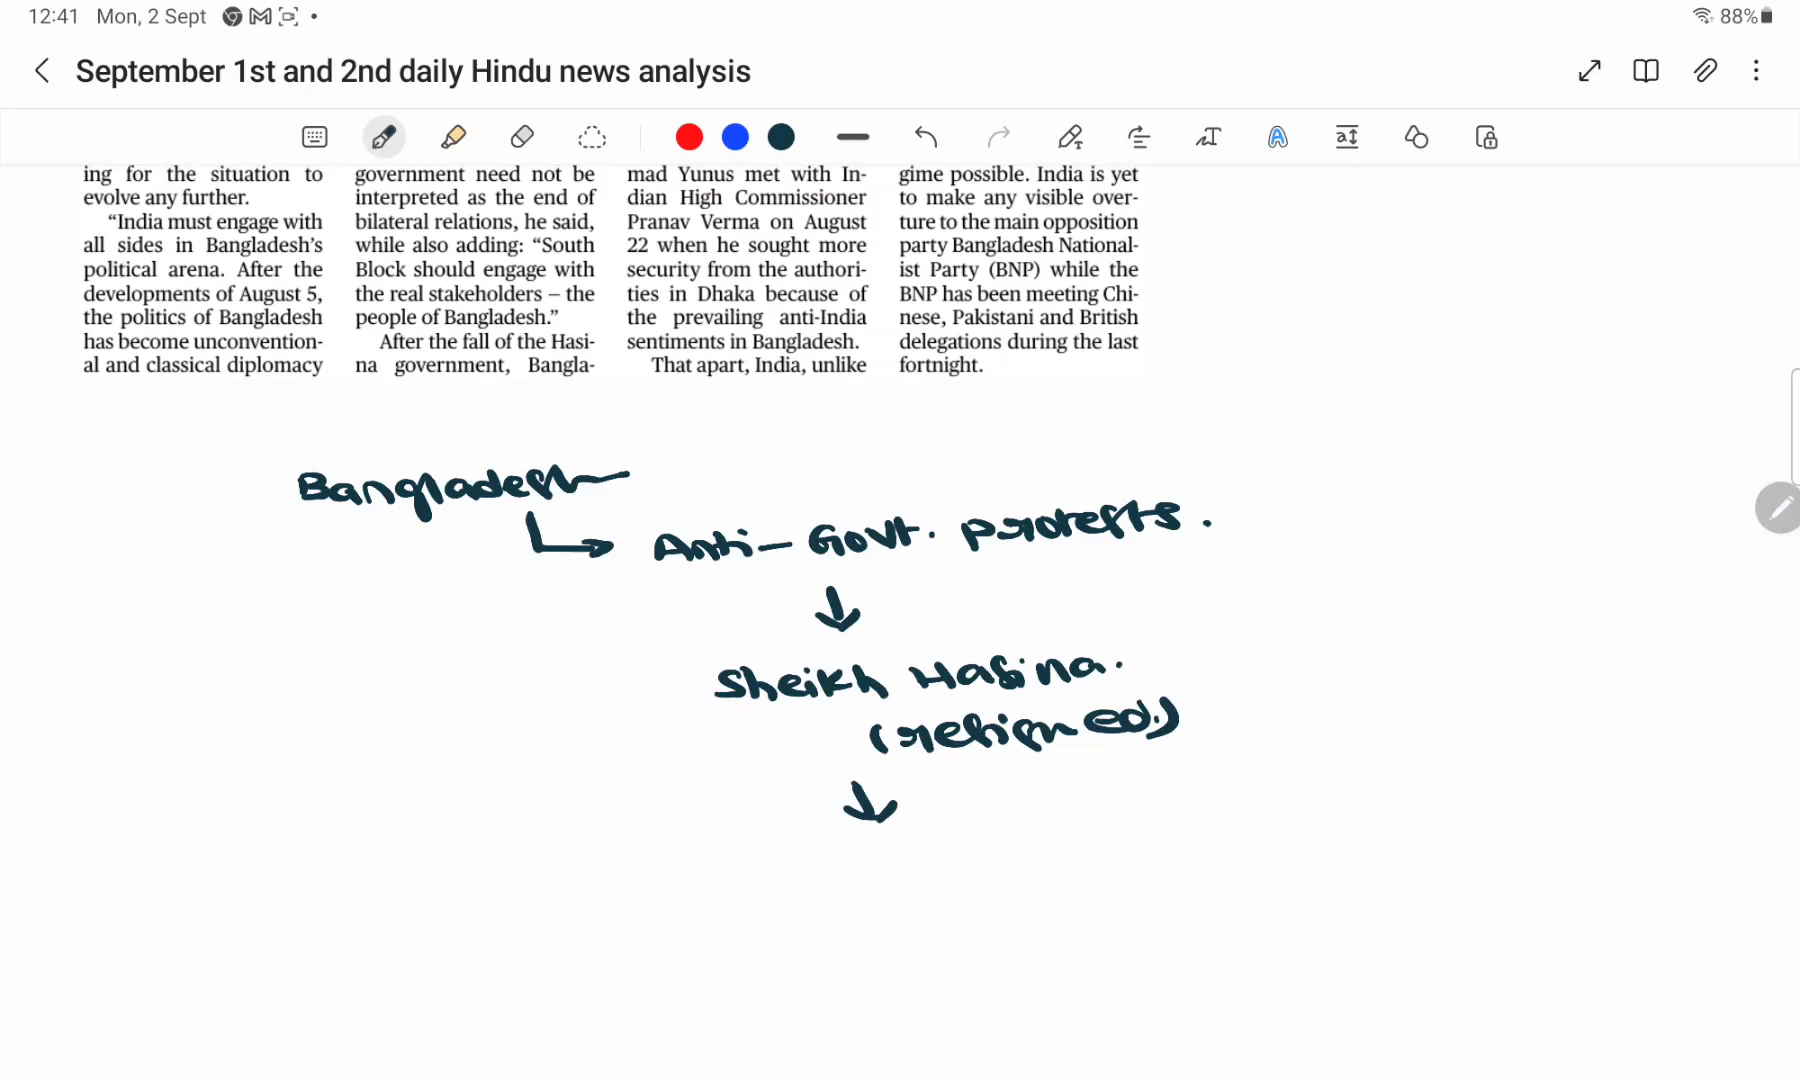 12:41 Mon, 2 Sept
88%
September 1st and 2nd daily Hindu news analysis
ing for the situation to
evolve any further.
“India must engage with
all sides in Bangladesh’s
political arena. After the
developments of August 5,
the politics of Bangladesh
has become unconvention-
al and classical diplomacy
government need not be
interpreted as the end of
bilateral relations, he said,
while also adding: “South
Block should engage with
the real stakeholders – the
people of Bangladesh.”
After the fall of the Hasi-
na government, Bangla-
mad Yunus met with In-
dian High Commissioner
Pranav Verma on August
22 when he sought more
security from the authori-
ties in Dhaka because of
the prevailing anti-India
sentiments in Bangladesh.
That apart, India, unlike
gime possible. India is yet
to make any visible over-
ture to the main opposition
party Bangladesh National-
ist Party (BNP) while the
BNP has been meeting Chi-
nese, Pakistani and British
delegations during the last
fortnight.
Bangladesh
Anti-Govt. protests.
Sheikh Hasina.
(resigned.)